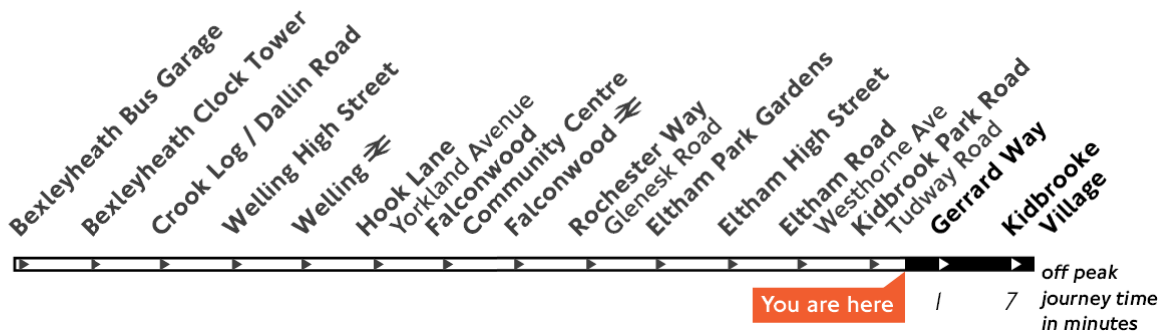 Bexleyheath Bus Garage
Bexleyheath Clock Tower
Crook Log / Dallin Road
Welling High Street
Welling
Hook Lane
Yorkland Avenue
Falconwood
Community Centre
Falconwood
Rochester Way
Glenesk Road
Eltham Park Gardens
Eltham High Street
Eltham Road
Westhorne Ave
Kidbrook Park Road
Tudway Road
Gerrard Way
Kidbrooke
Village
You are here
1
7
off peak
journey time
in minutes